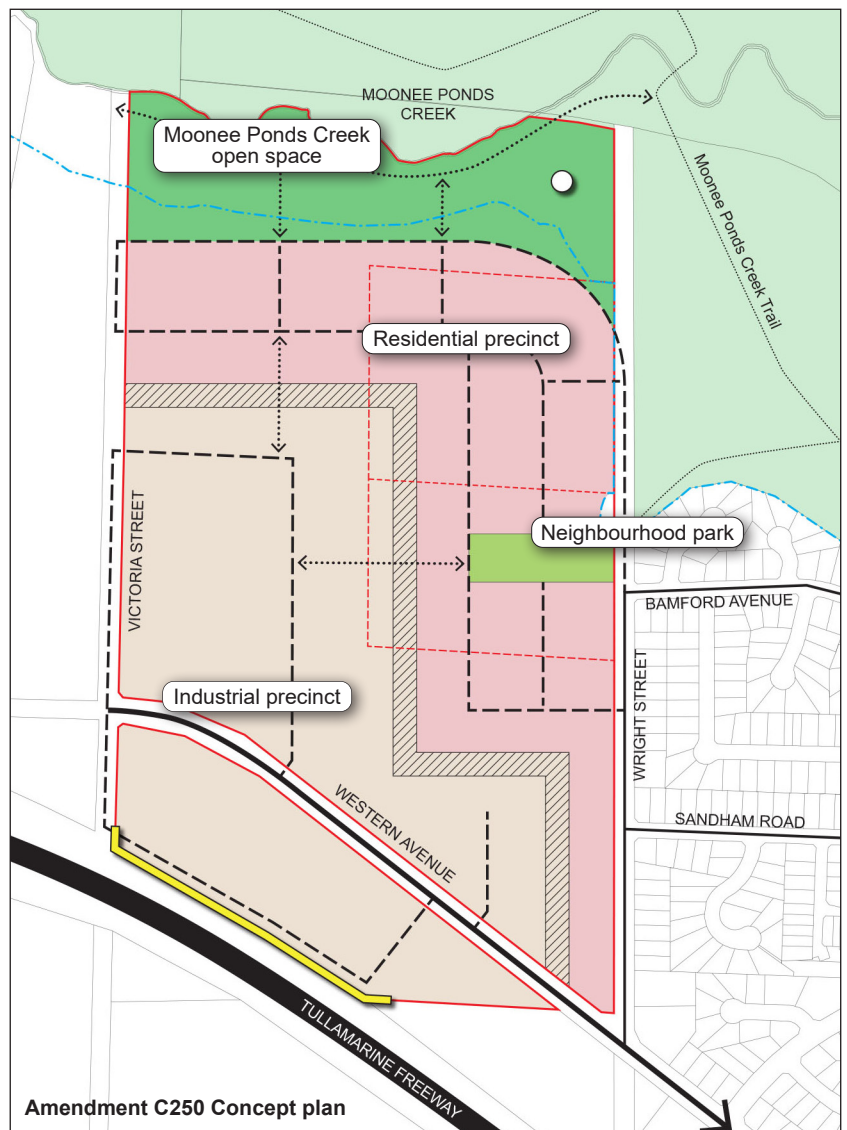 MOONEE PONDS
CREEK
Moonee Ponds Creek
open space
Moonee Ponds Creek Trail
Residential precinct
VICTORIA STREET
Neighbourhood park
BAMFORD AVENUE
WRIGHT STREET
Industrial precinct
WESTERN AVENUE
SANDHAM ROAD
TULLAMARINE FREEWAY
Amendment C250 Concept plan